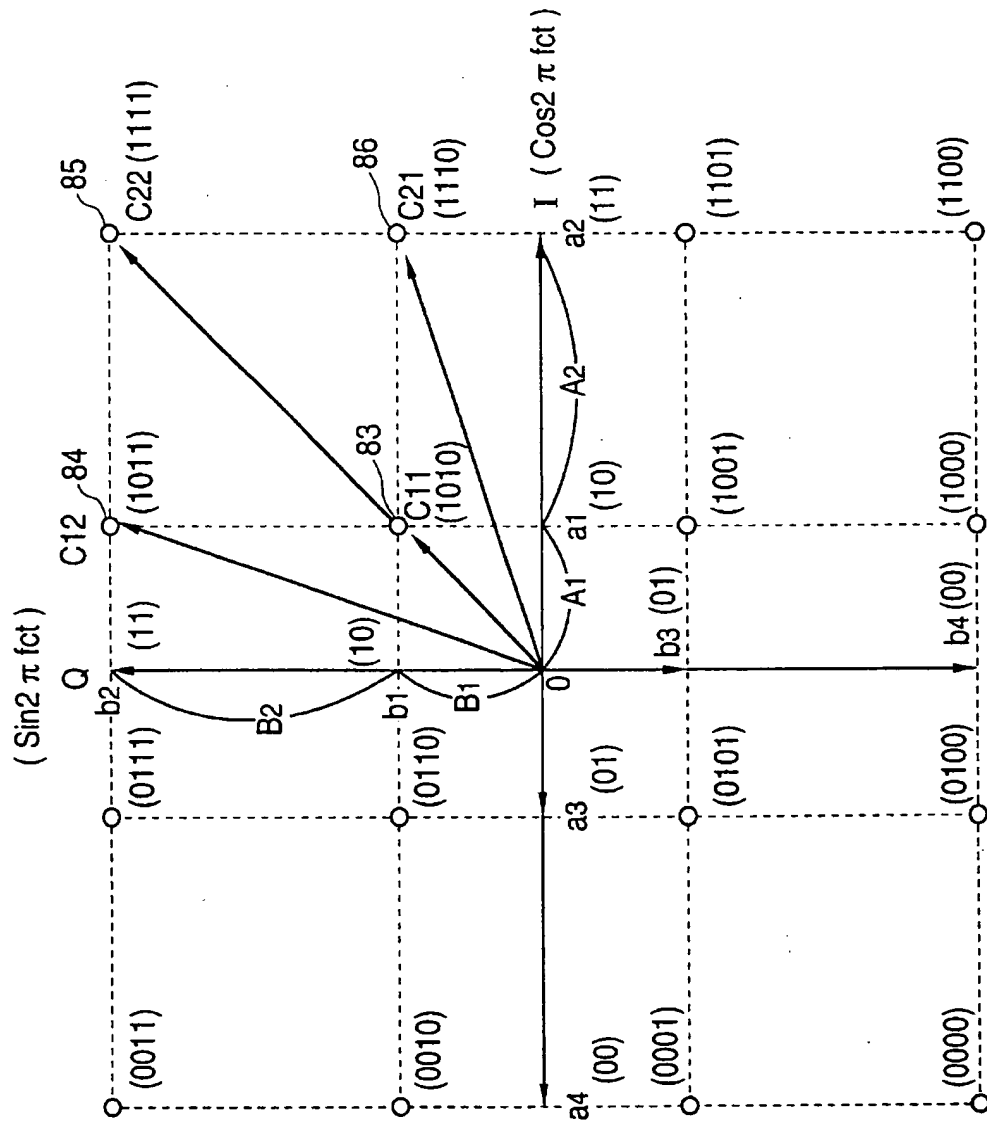 ( Sin2 π fct )
Q
C12
84
85
C22 (1111)
b2
(0011)
(0111)
(11)
(1011)
B2
83
86
b1
(10)
C11
(1010)
C21
(1110)
(0010)
(0110)
B1
0
A1
A2
I ( Cos2 π fct )
a4
(00)
a3
(01)
a1
(10)
a2
(11)
(0001)
(0101)
b3 (01)
(1001)
(1101)
(0000)
(0100)
b4 (00)
(1000)
(1100)